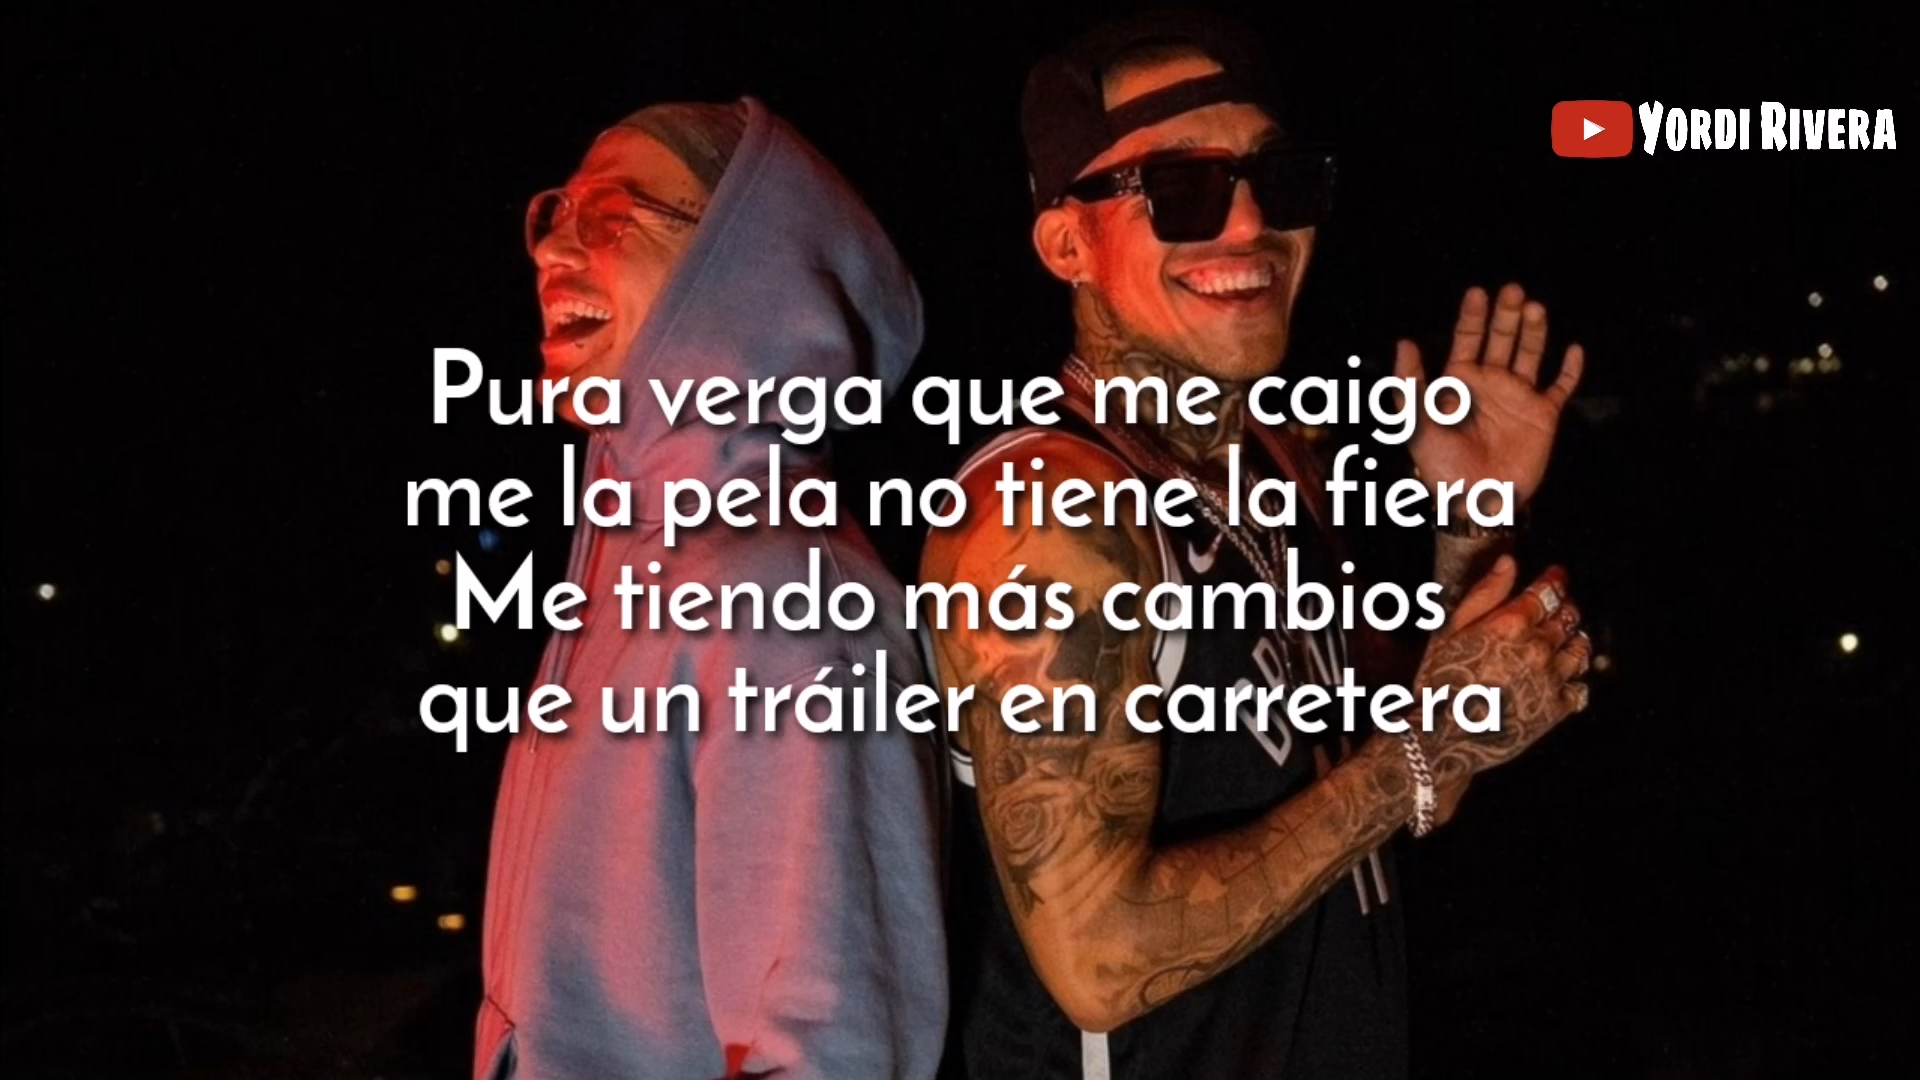 YORDI RIVERA
Pura verga que me caigo
me la pela no tiene la fiera
Me tiendo más cambios
que un tráiler en carretera